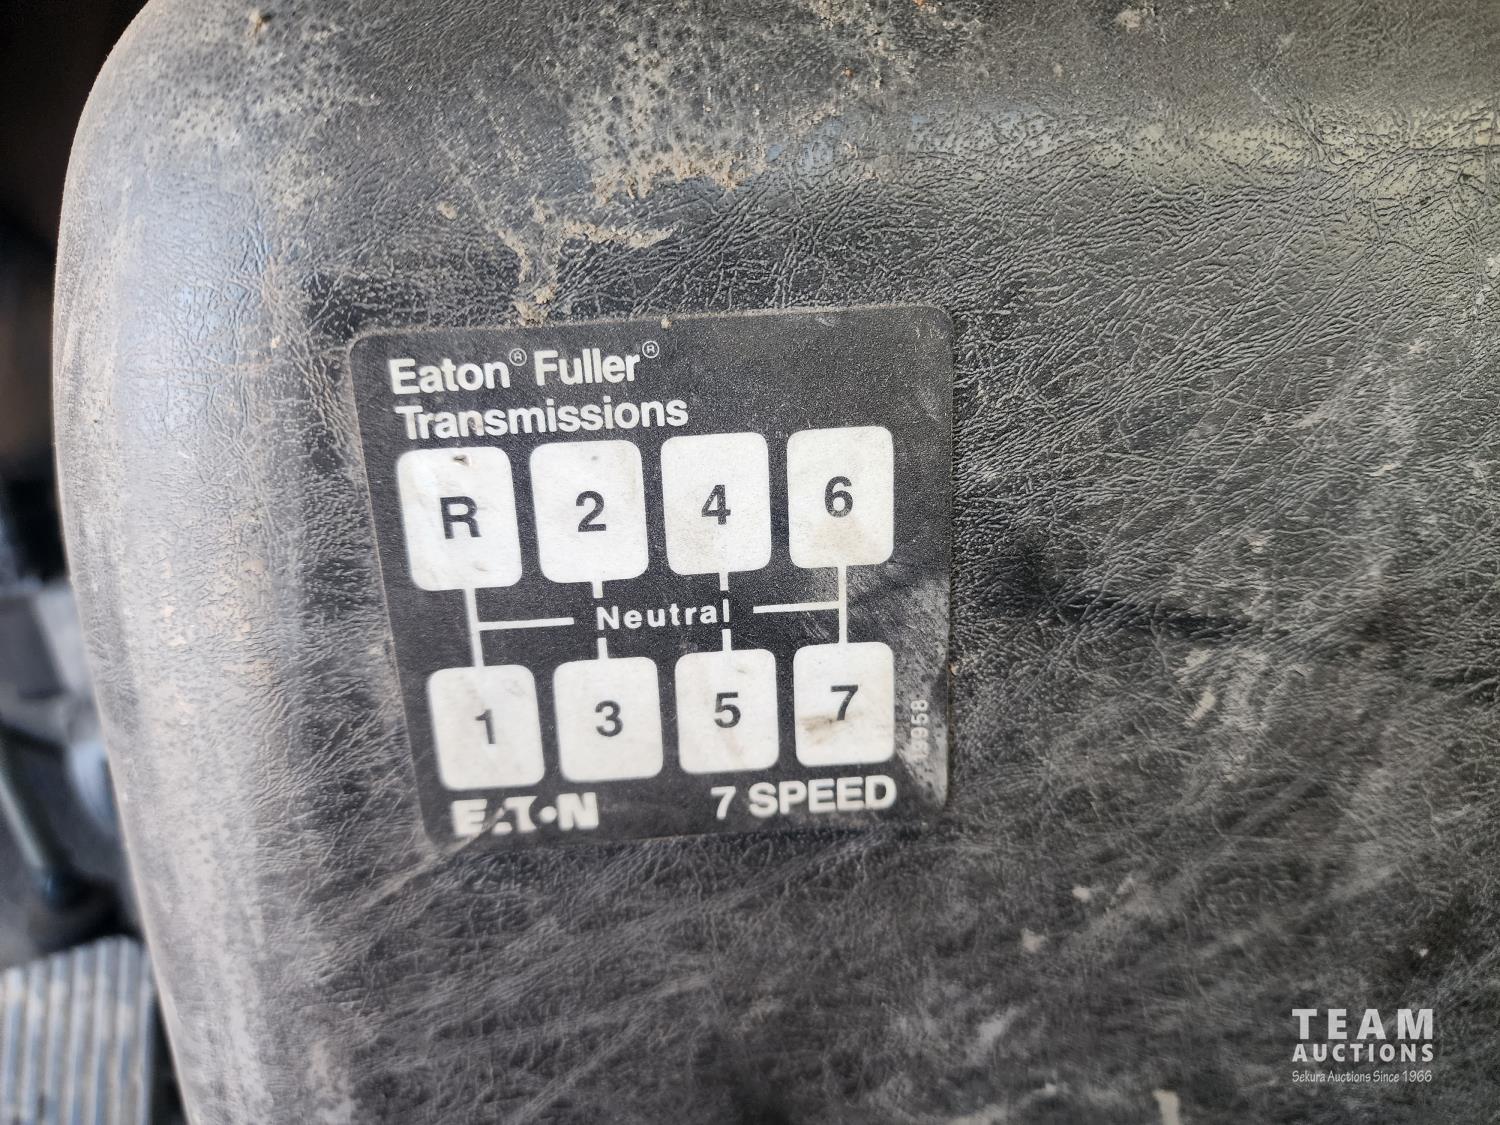 Eaton® Fuller®
Transmissions
R 2 4 6
Neutral
1 3 5 7
EATON 7 SPEED
TEAM
AUCTIONS
Sekura Auctions Since 1966